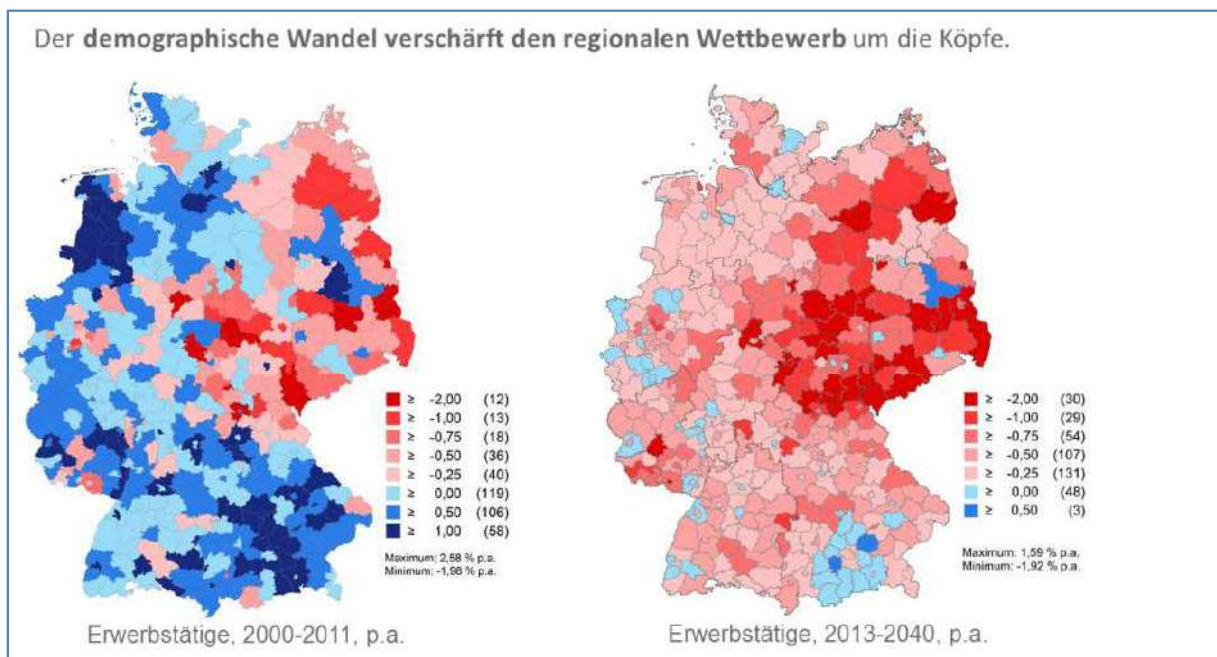 Der demographische Wandel verschärft den regionalen Wettbewerb um die Köpfe.
≥ -2,00 (12)
≥ -1,00 (13)
≥ -0,75 (18)
≥ -0,50 (36)
≥ -0,25 (40)
≥ 0,00 (119)
≥ 0,50 (106)
≥ 1,00 (58)
Maximum: 2,58 % p.a.
Minimum: -1,98 % p.a.
Erwerbstätige, 2000-2011, p.a.
≥ -2,00 (30)
≥ -1,00 (29)
≥ -0,75 (54)
≥ -0,50 (107)
≥ -0,25 (131)
≥ 0,00 (48)
≥ 0,50 (3)
Maximum: 1,59 % p.a.
Minimum: -1,92 % p.a.
Erwerbstätige, 2013-2040, p.a.